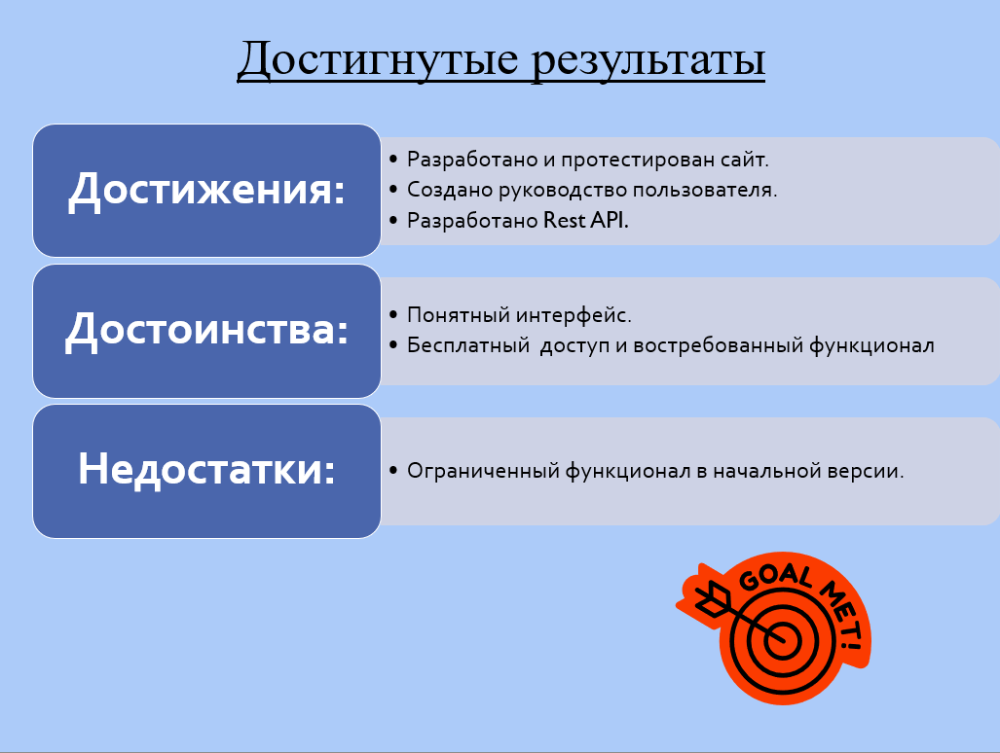 Достигнутые результаты
Достижения:
• Разработано и протестирован сайт.
• Создано руководство пользователя.
• Разработано Rest API.
Достоинства:
• Понятный интерфейс.
• Бесплатный  доступ и востребованный функционал
Недостатки:
• Ограниченный функционал в начальной версии.
GOAL MET!